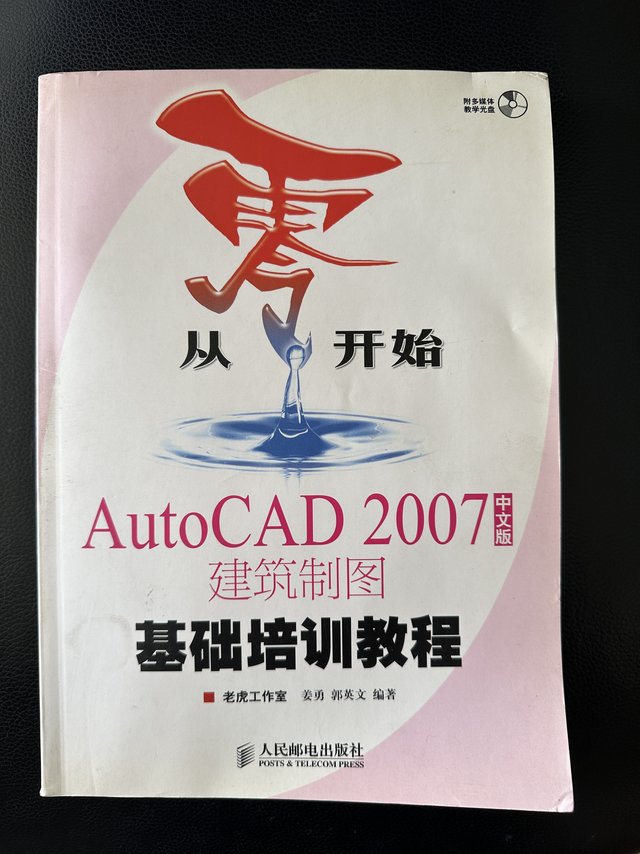 附多媒体
教学光盘
从零开始
AutoCAD 2007 中文版
建筑制图
基础培训教程
老虎工作室 姜勇 郭英文 编著
人民邮电出版社
POSTS & TELECOM PRESS